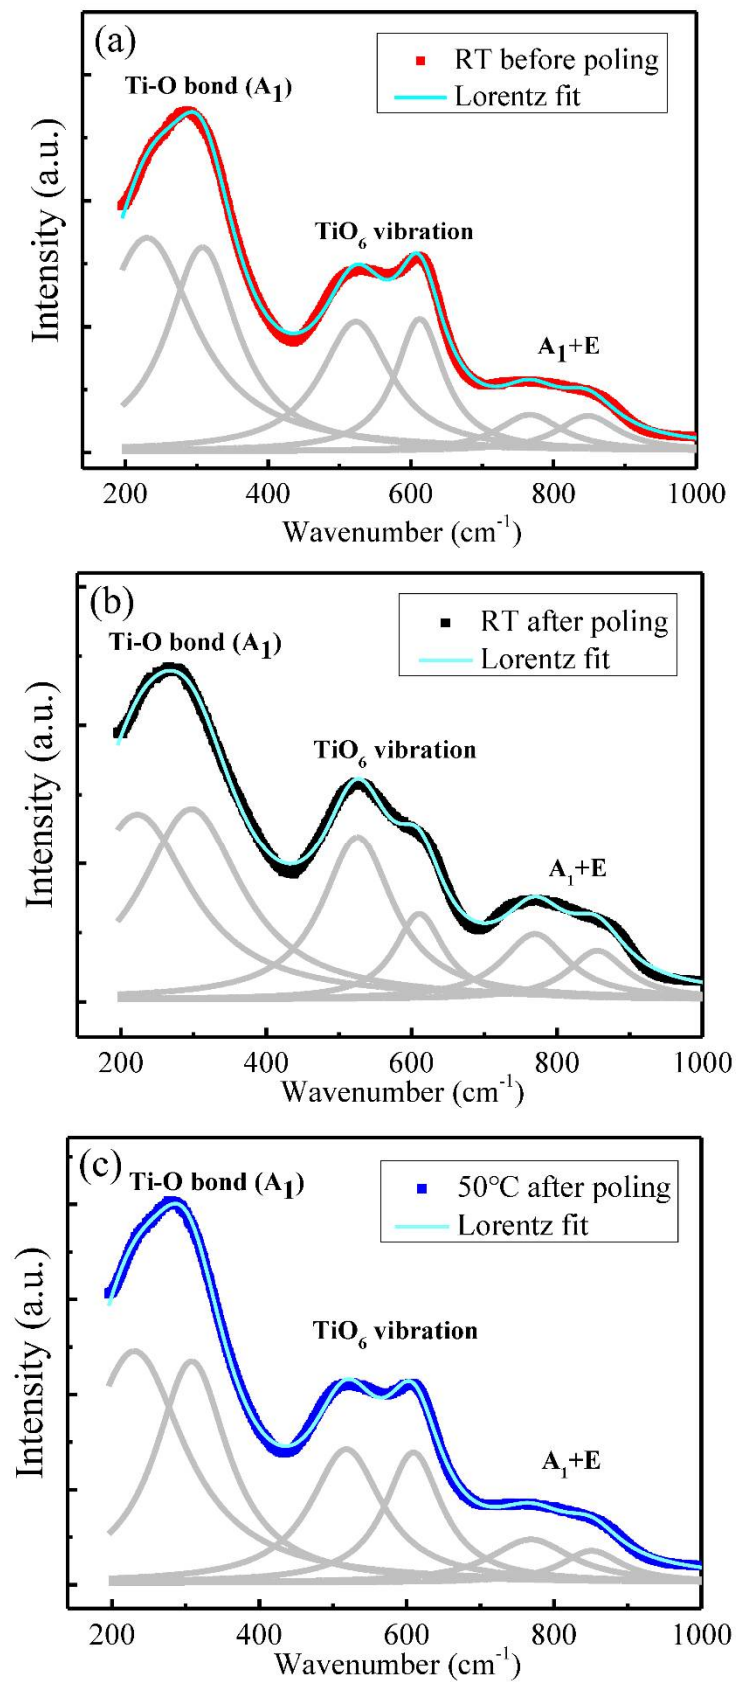 (a)
RT before poling
Lorentz fit
Ti-O bond (A1)
TiO6 vibration
A1+E
Intensity (a.u.)
200 400 600 800 1000
Wavenumber (cm-1)
(b)
RT after poling
Lorentz fit
Ti-O bond (A1)
TiO6 vibration
A1+E
Intensity (a.u.)
200 400 600 800 1000
Wavenumber (cm-1)
(c)
50°C after poling
Lorentz fit
Ti-O bond (A1)
TiO6 vibration
A1+E
Intensity (a.u.)
200 400 600 800 1000
Wavenumber (cm-1)